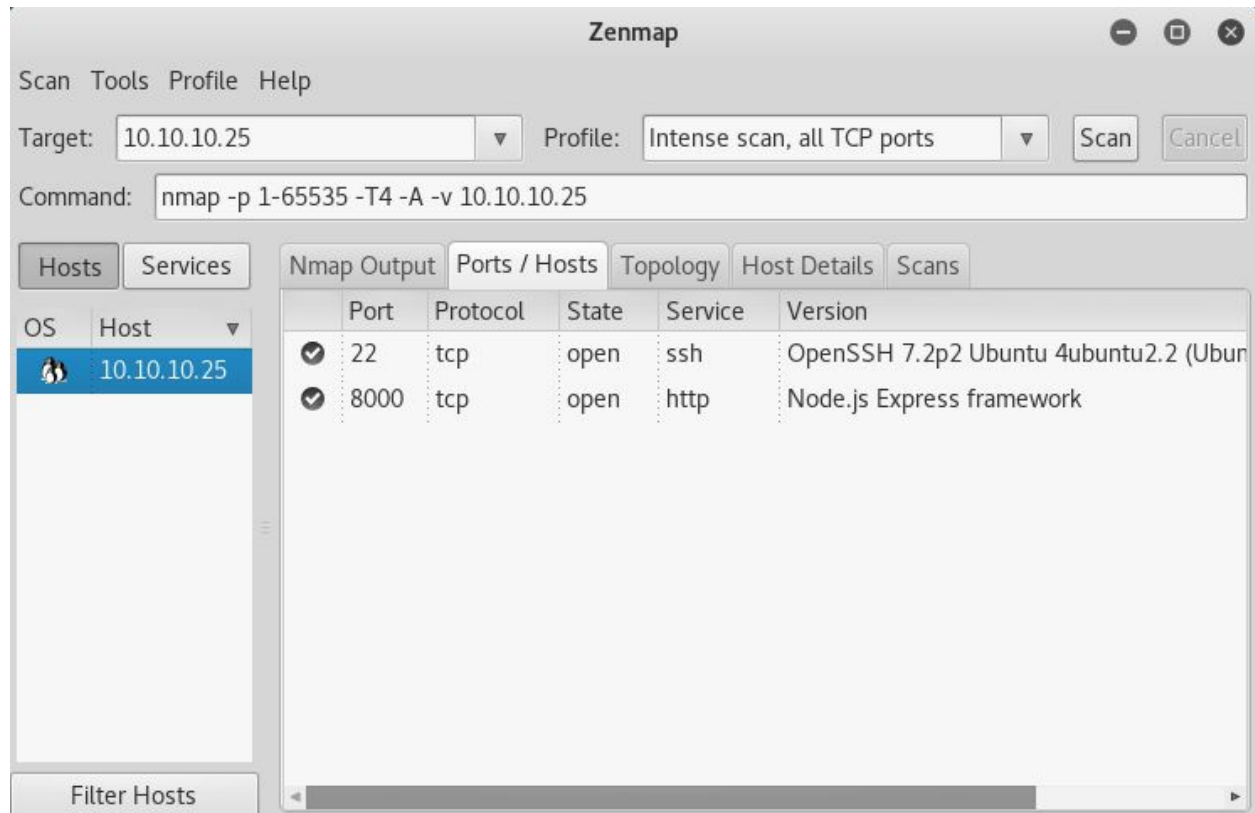 Zenmap
Scan Tools Profile Help
Target: 10.10.10.25 Profile: Intense scan, all TCP ports Scan Cancel
Command: nmap -p 1-65535 -T4 -A -v 10.10.10.25
Hosts Services Nmap Output Ports / Hosts Topology Host Details Scans
OS Host Port Protocol State Service Version
22 tcp open ssh OpenSSH 7.2p2 Ubuntu 4ubuntu2.2 (Ubun
10.10.10.25
8000 tcp open http Node.js Express framework
Filter Hosts